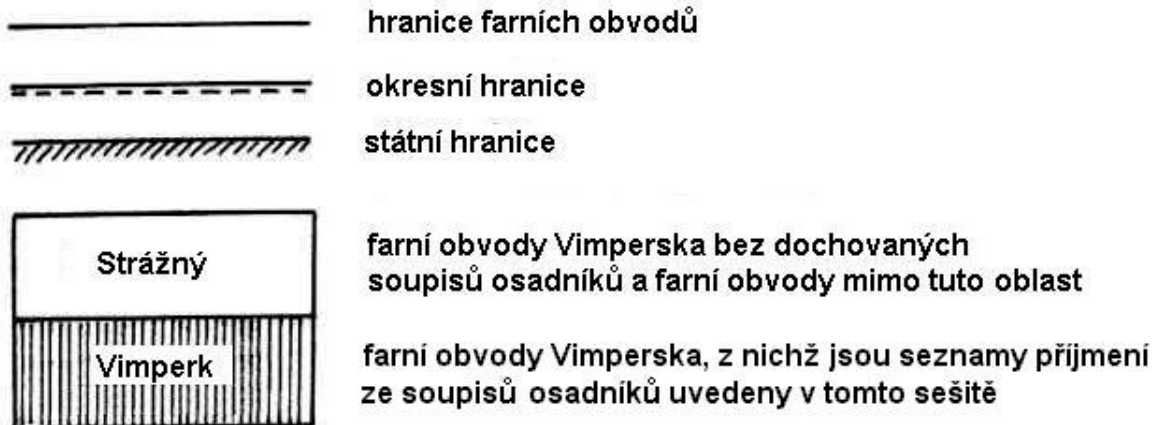 hranice farních obvodů
okresní hranice
státní hranice
Strážný
farní obvody Vimperska bez dochovaných
soupisů osadníků a farní obvody mimo tuto oblast
Vimperk
farní obvody Vimperska, z nichž jsou seznamy příjmení
ze soupisů osadníků uvedeny v tomto sešitě